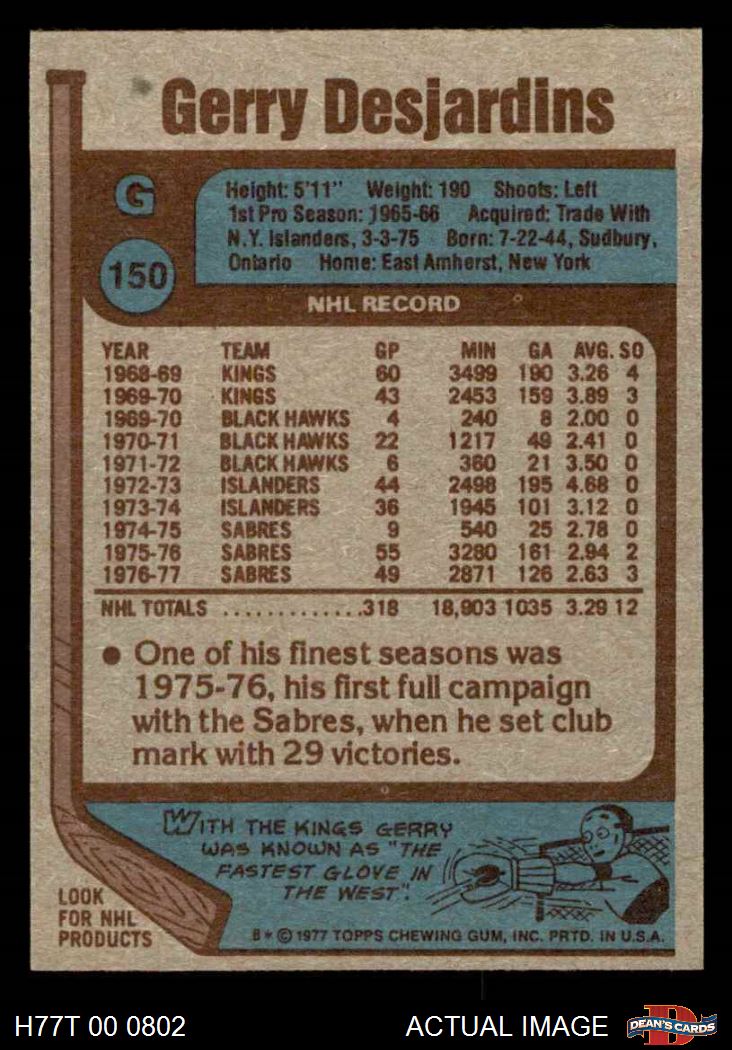 Gerry Desjardins
G
150
Height: 5'11" Weight: 190 Shoots: Left
1st Pro Season: 1965-66 Acquired: Trade With
N.Y. Islanders, 3-3-75 Born: 7-22-44, Sudbury,
Ontario Home: East Amherst, New York
NHL RECORD
YEAR TEAM GP MIN GA AVG. SO
1968-69 KINGS 60 3499 190 3.26 4
1969-70 KINGS 43 2453 159 3.89 3
1969-70 BLACK HAWKS 4 240 8 2.00 0
1970-71 BLACK HAWKS 22 1217 49 2.41 0
1971-72 BLACK HAWKS 6 360 21 3.50 0
1972-73 ISLANDERS 44 2498 195 4.68 0
1973-74 ISLANDERS 36 1945 101 3.12 0
1974-75 SABRES 9 540 25 2.78 0
1975-76 SABRES 55 3280 161 2.94 2
1976-77 SABRES 49 2871 126 2.63 3
NHL TOTALS .............318 18,903 1035 3.29 12
● One of his finest seasons was
1975-76, his first full campaign
with the Sabres, when he set club
mark with 29 victories.
WITH THE KINGS GERRY
WAS KNOWN AS "THE
FASTEST GLOVE IN
THE WEST".
LOOK
FOR NHL
PRODUCTS
B* © 1977 TOPPS CHEWING GUM, INC. PRTD. IN U.S.A.
H77T 00 0802
ACTUAL IMAGE
D
DEAN'S CARDS